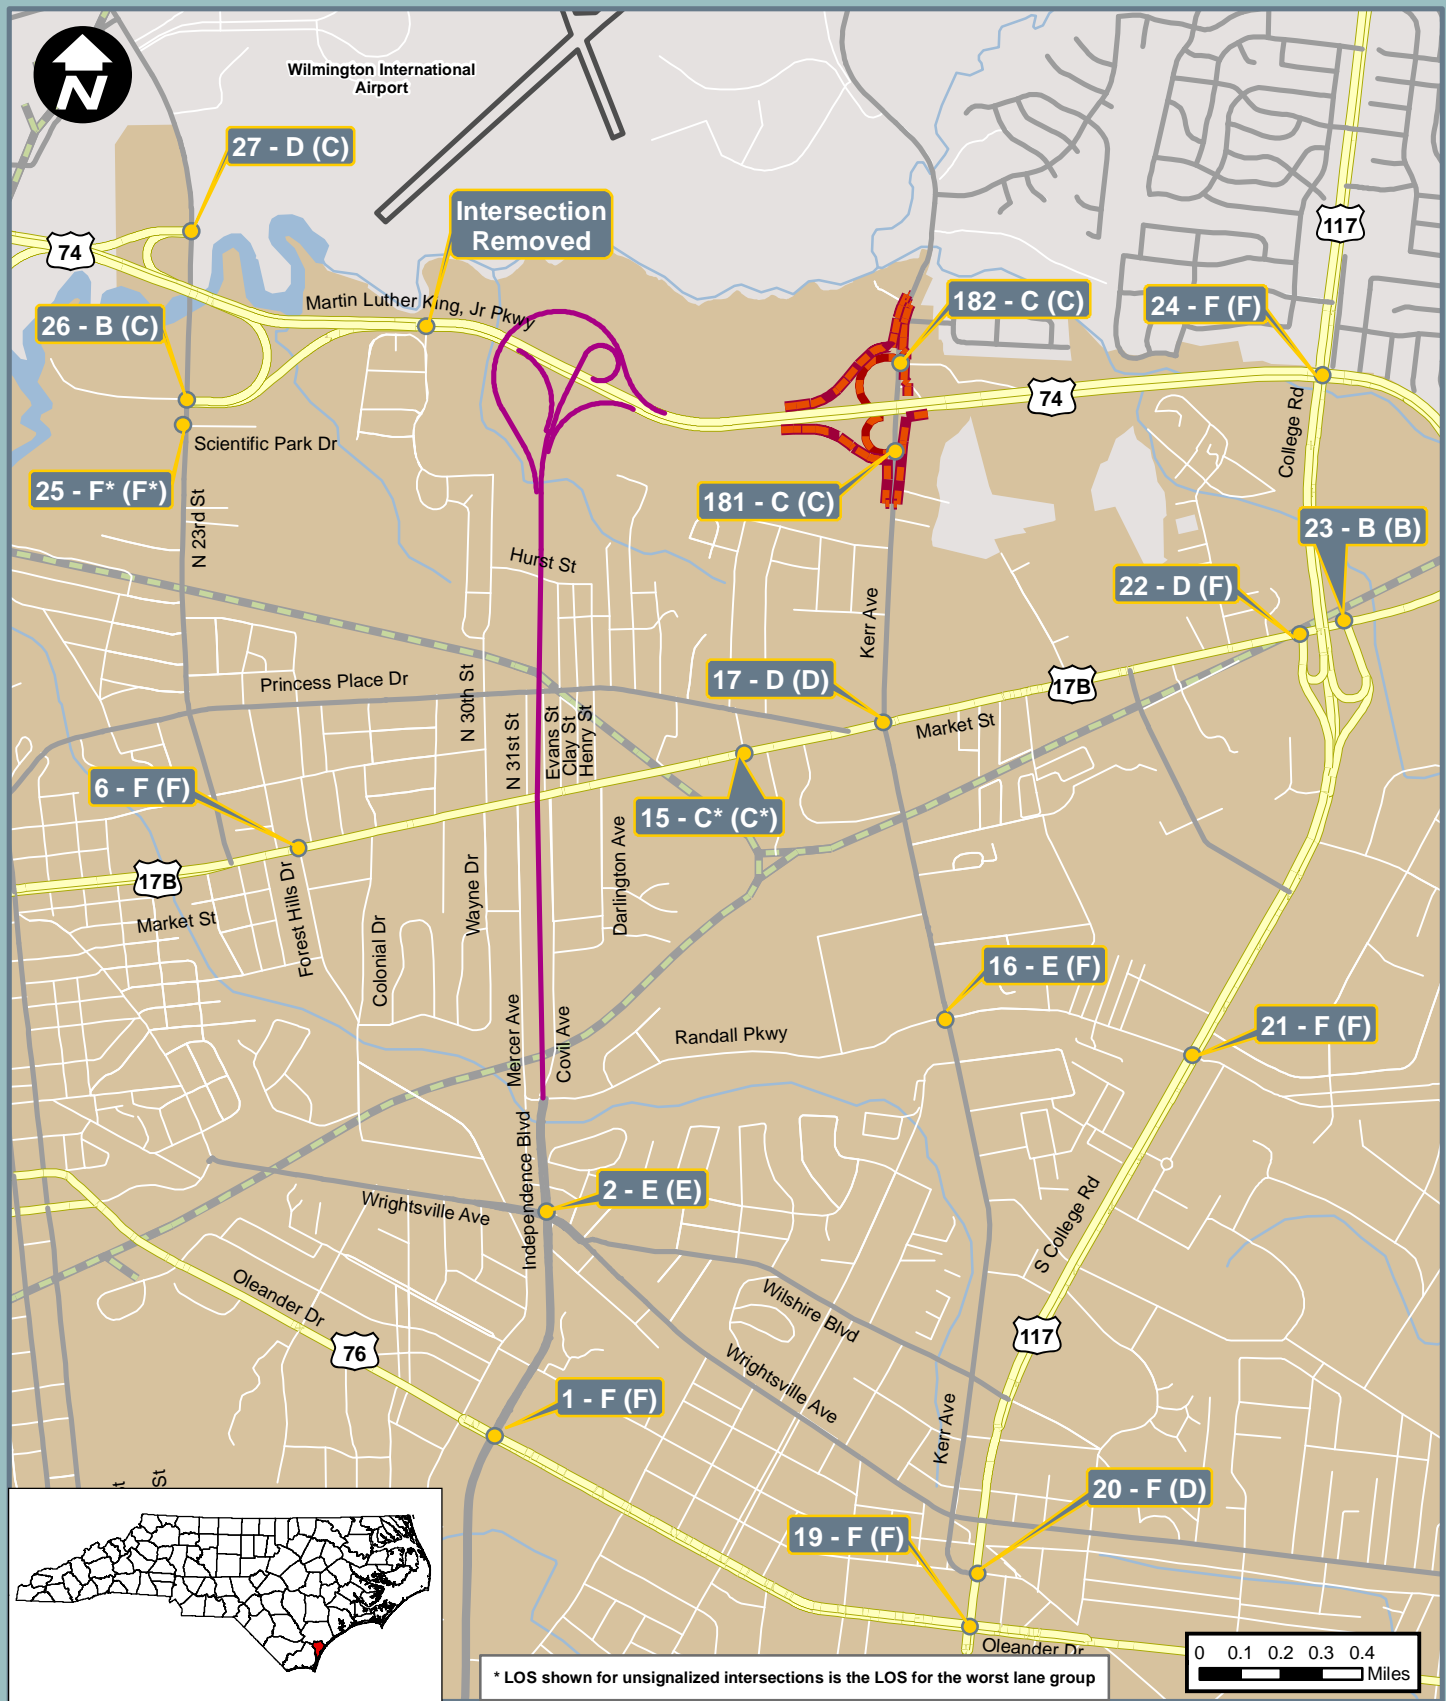 N
Wilmington International
Airport
27 - D (C)
Intersection
Removed
117
74
Martin Luther King, Jr Pkwy
182 - C (C)
24 - F (F)
26 - B (C)
74
College Rd
Scientific Park Dr
25 - F* (F*)
181 - C (C)
N 23rd St
23 - B (B)
Hurst St
22 - D (F)
Kerr Ave
Princess Place Dr
N 30th St
17 - D (D)
17B
Market St
N 31st St
Evans St
Clay St
Henry St
6 - F (F)
15 - C* (C*)
17B
Market St
Forest Hills Dr
Colonial Dr
Wayne Dr
Darlington Ave
16 - E (F)
Mercer Ave
Covil Ave
Randall Pkwy
21 - F (F)
Independence Blvd
2 - E (E)
Wrightsville Ave
S College Rd
Oleander Dr
Wilshire Blvd
76
117
Wrightsville Ave
1 - F (F)
Kerr Ave
St
20 - F (D)
19 - F (F)
Oleander Dr
0 0.1 0.2 0.3 0.4
Miles
* LOS shown for unsignalized intersections is the LOS for the worst lane group